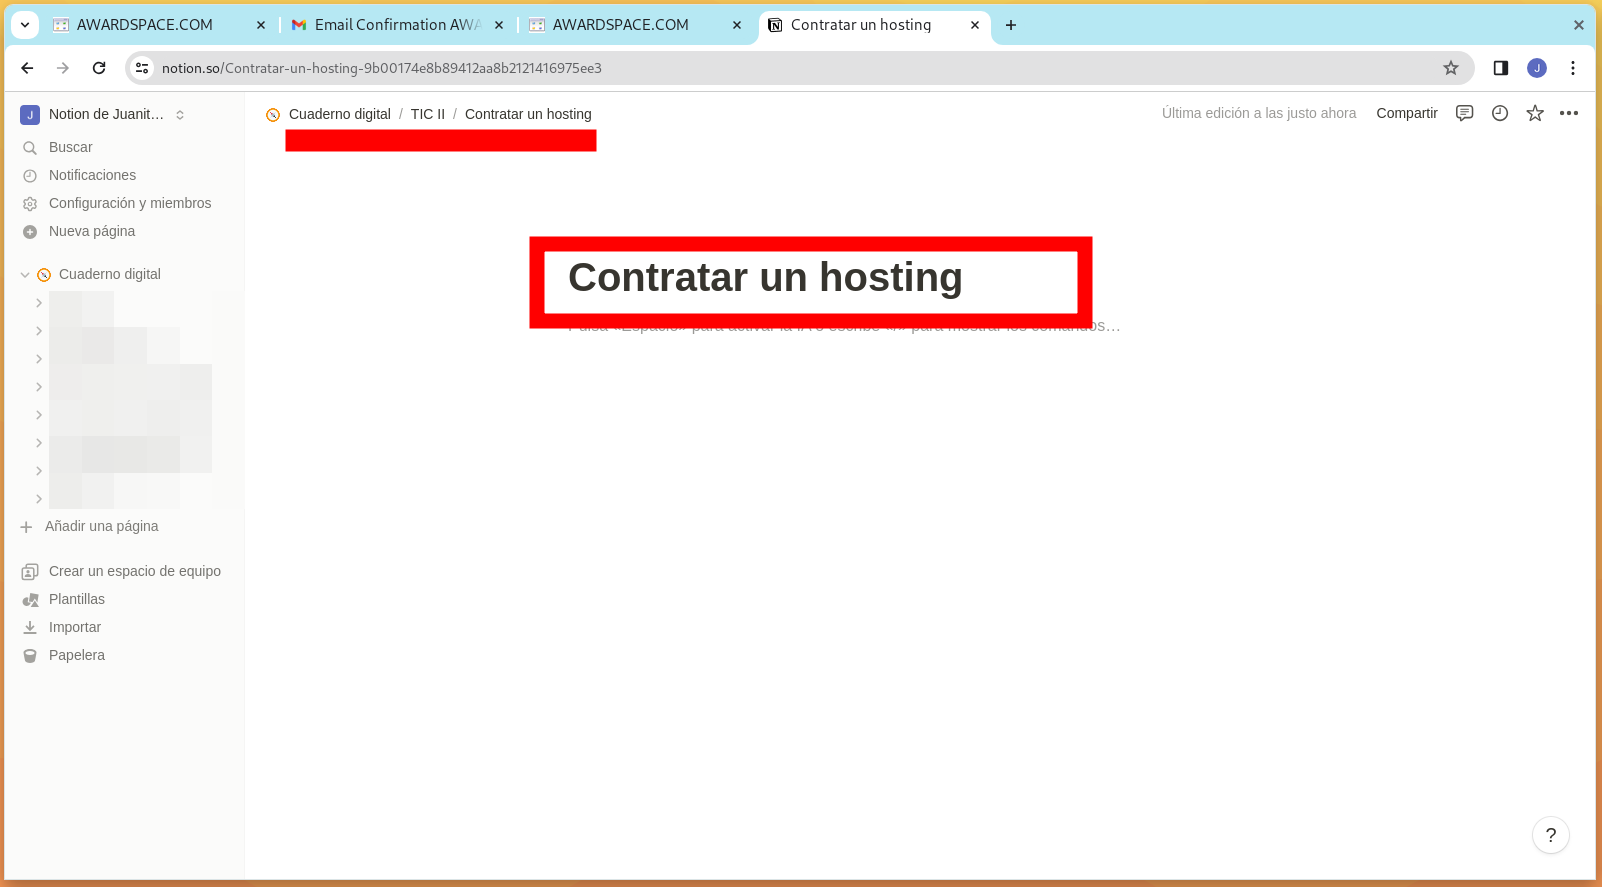 AWARDSPACE.COM
Email Confirmation AWA
AWARDSPACE.COM
Contratar un hosting
notion.so/Contratar-un-hosting-9b00174e8b89412aa8b2121416975ee3
J
J
Notion de Juanit…
Cuaderno digital / TIC II / Contratar un hosting
Última edición a las justo ahora
Compartir
Buscar
Notificaciones
Configuración y miembros
Nueva página
Cuaderno digital
Añadir una página
Crear un espacio de equipo
Plantillas
Importar
Papelera
Contratar un hosting
Pulsa «Espacio» para activar la IA o escribe «/» para mostrar los comandos…
?